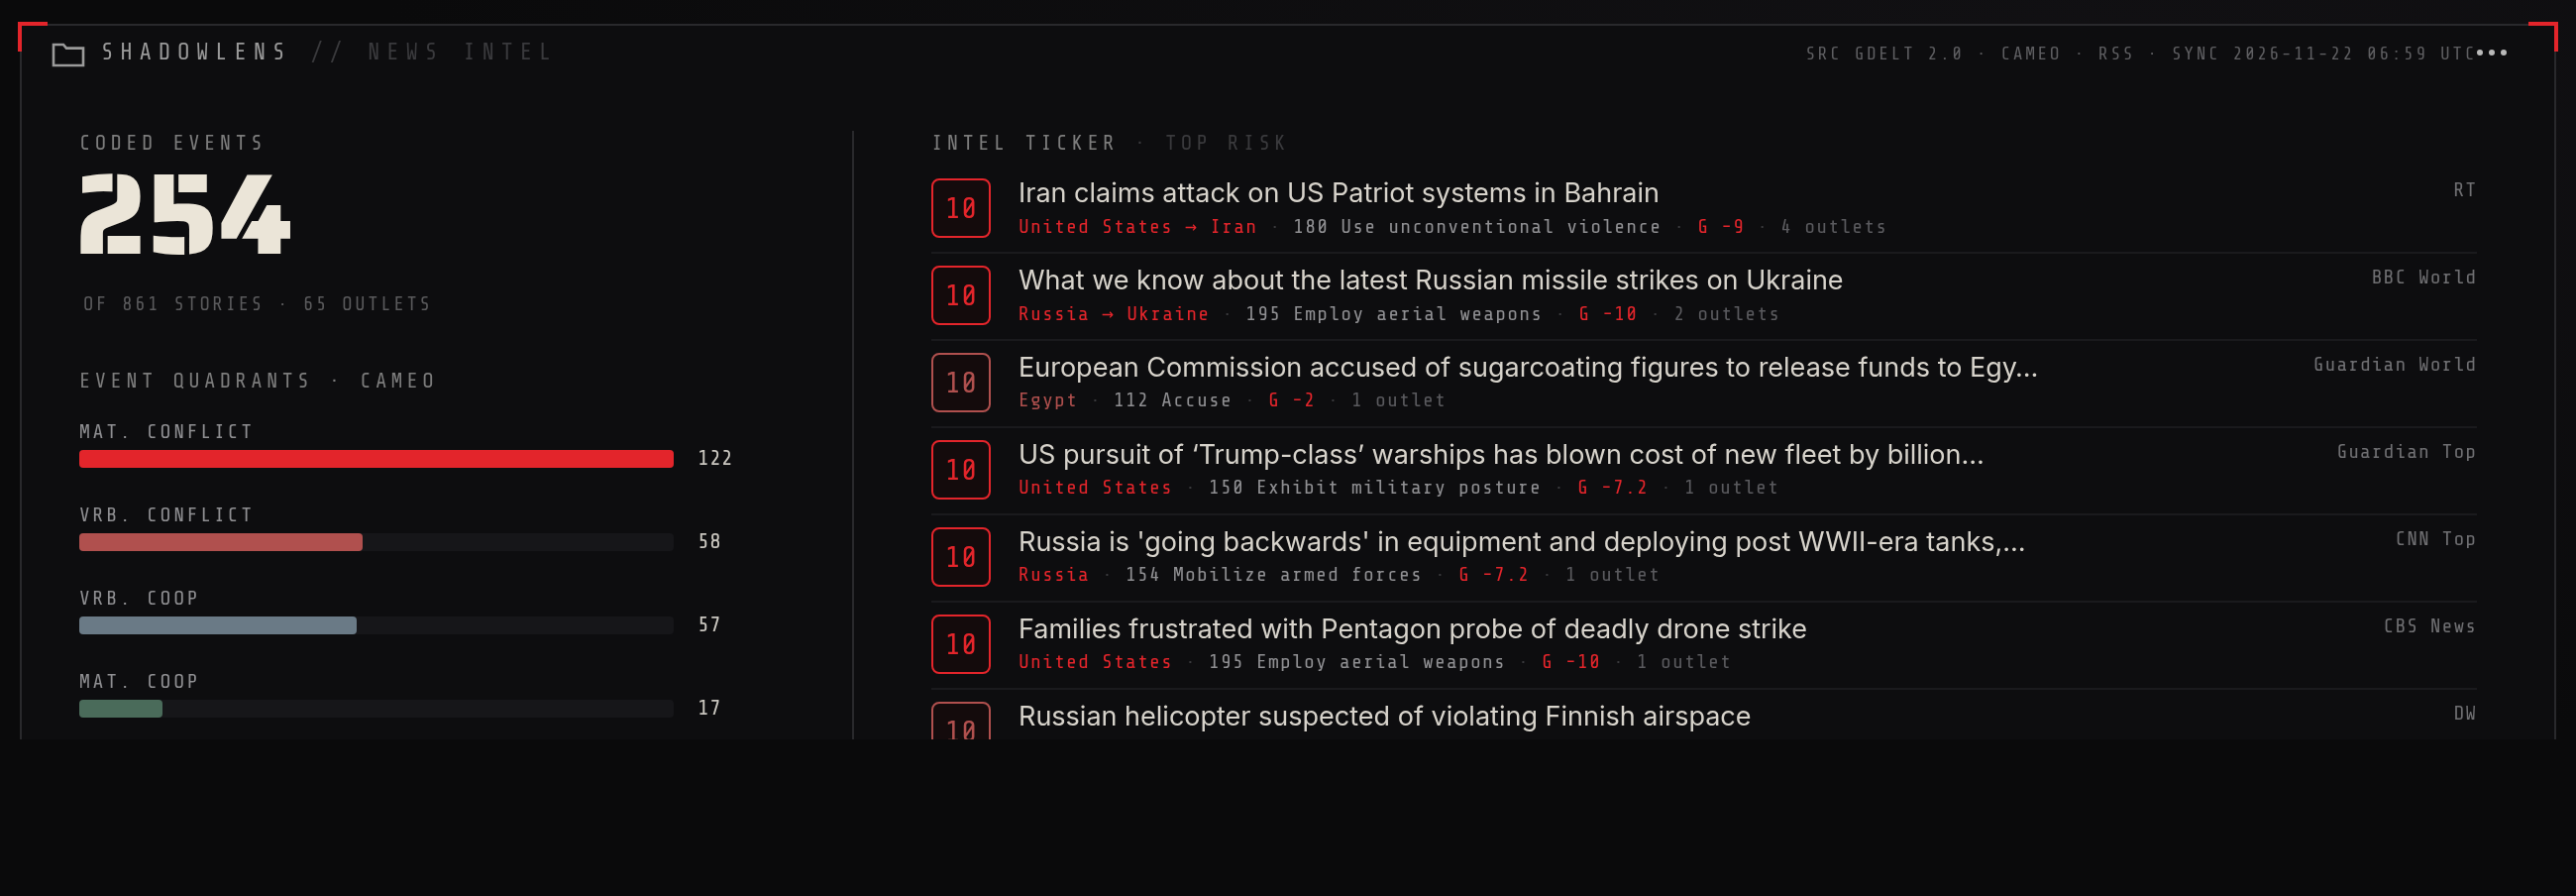 SHADOWLENS // NEWS INTEL
SRC GDELT 2.0 · CAMEO · RSS · SYNC 2026-11-22 06:59 UTC
CODED EVENTS
254
OF 861 STORIES · 65 OUTLETS
EVENT QUADRANTS · CAMEO
MAT. CONFLICT
122
VRB. CONFLICT
58
VRB. COOP
57
MAT. COOP
17
INTEL TICKER · TOP RISK
10 Iran claims attack on US Patriot systems in Bahrain RT
United States → Iran · 180 Use unconventional violence · G -9 · 4 outlets
10 What we know about the latest Russian missile strikes on Ukraine BBC World
Russia → Ukraine · 195 Employ aerial weapons · G -10 · 2 outlets
10 European Commission accused of sugarcoating figures to release funds to Egy… Guardian World
Egypt · 112 Accuse · G -2 · 1 outlet
10 US pursuit of ‘Trump-class’ warships has blown cost of new fleet by billion… Guardian Top
United States · 150 Exhibit military posture · G -7.2 · 1 outlet
10 Russia is 'going backwards' in equipment and deploying post WWII-era tanks,… CNN Top
Russia · 154 Mobilize armed forces · G -7.2 · 1 outlet
10 Families frustrated with Pentagon probe of deadly drone strike CBS News
United States · 195 Employ aerial weapons · G -10 · 1 outlet
10 Russian helicopter suspected of violating Finnish airspace DW